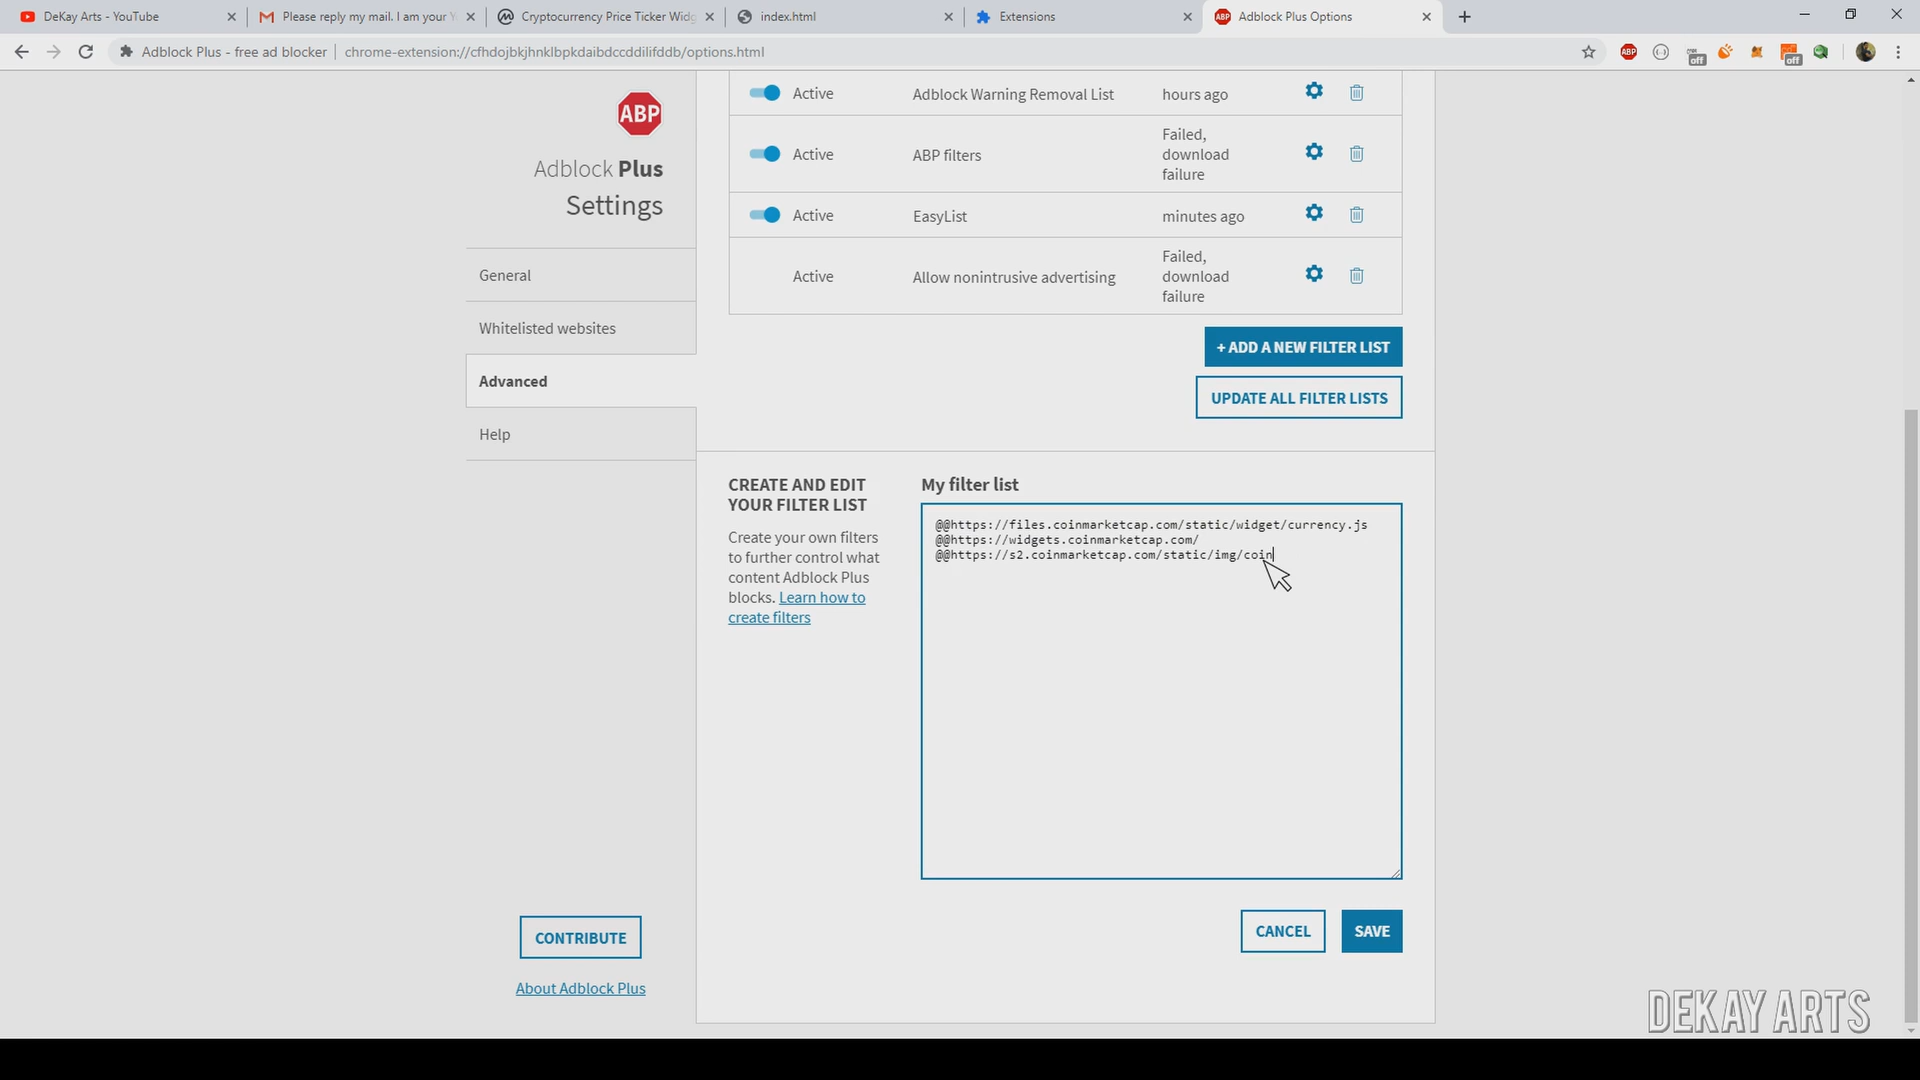 DeKay Arts - YouTube
Please reply my mail. I am your Y
Cryptocurrency Price Ticker Widg
index.html
Extensions
ABP Adblock Plus Options
Adblock Plus - free ad blocker | chrome-extension://cfhdojbkjhnklbpkdaibdccddilifddb/options.html
ABP
off
off
ABP
Adblock Plus
Settings
General
Whitelisted websites
Advanced
Help
CONTRIBUTE
About Adblock Plus
Active Adblock Warning Removal List hours ago
Active ABP filters Failed, download failure
Active EasyList minutes ago
Active Allow nonintrusive advertising Failed, download failure
+ ADD A NEW FILTER LIST
UPDATE ALL FILTER LISTS
CREATE AND EDIT
YOUR FILTER LIST
Create your own filters
to further control what
content Adblock Plus
blocks. Learn how to
create filters
My filter list
@@https://files.coinmarketcap.com/static/widget/currency.js
@@https://widgets.coinmarketcap.com/
@@https://s2.coinmarketcap.com/static/img/coin
CANCEL
SAVE
DEKAY ARTS